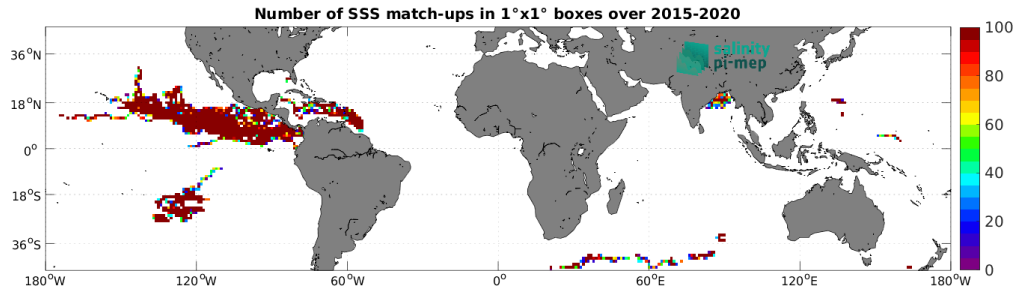 Number of SSS match-ups in 1°x1° boxes over 2015-2020
36°N
18°N
0°
18°S
36°S
180°W
120°W
60°W
0°
60°E
120°E
180°W
100
80
60
40
20
0
salinity
pi-mep